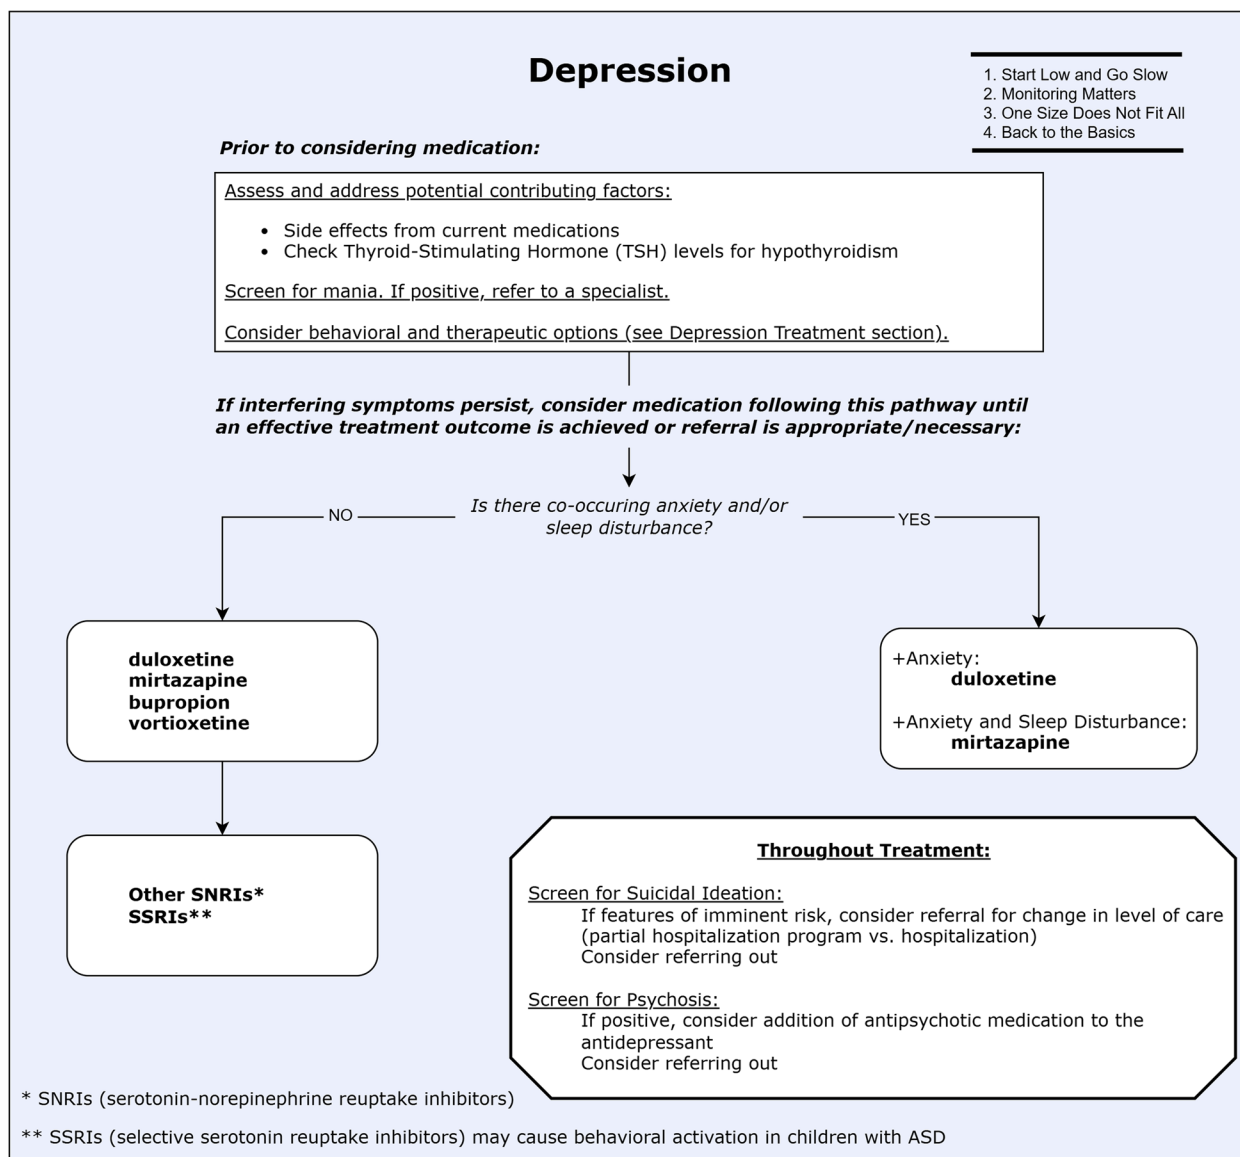 Depression
1. Start Low and Go Slow
2. Monitoring Matters
3. One Size Does Not Fit All
4. Back to the Basics
Prior to considering medication:
Assess and address potential contributing factors:
• Side effects from current medications
• Check Thyroid-Stimulating Hormone (TSH) levels for hypothyroidism
Screen for mania. If positive, refer to a specialist.
Consider behavioral and therapeutic options (see Depression Treatment section).
If interfering symptoms persist, consider medication following this pathway until
an effective treatment outcome is achieved or referral is appropriate/necessary:
Is there co-occuring anxiety and/or
sleep disturbance?
NO
YES
duloxetine
mirtazapine
bupropion
vortioxetine
+Anxiety:
duloxetine
+Anxiety and Sleep Disturbance:
mirtazapine
Other SNRIs*
SSRIs**
Throughout Treatment:
Screen for Suicidal Ideation:
If features of imminent risk, consider referral for change in level of care
(partial hospitalization program vs. hospitalization)
Consider referring out
Screen for Psychosis:
If positive, consider addition of antipsychotic medication to the
antidepressant
Consider referring out
* SNRIs (serotonin-norepinephrine reuptake inhibitors)
** SSRIs (selective serotonin reuptake inhibitors) may cause behavioral activation in children with ASD